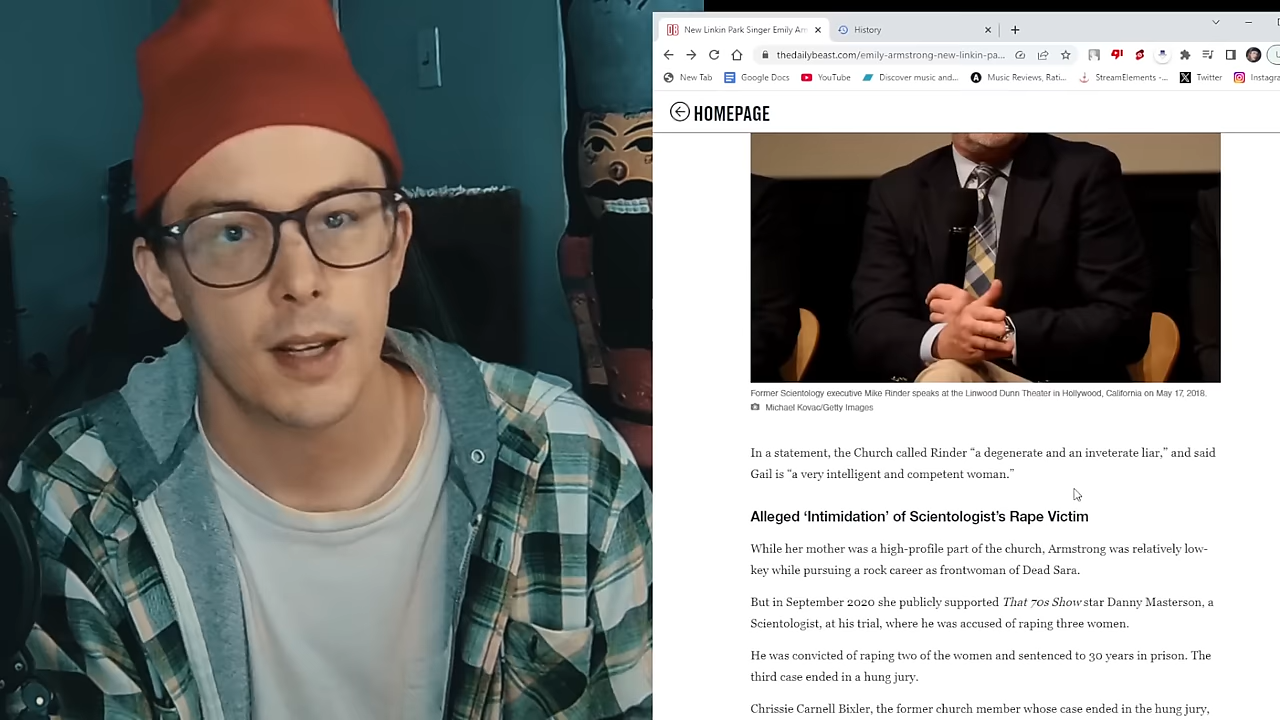 New Linkin Park Singer Emily Arm
History
thedailybeast.com/emily-armstrong-new-linkin-pa...
New Tab
Google Docs
YouTube
Discover music and...
Music Reviews, Rati...
StreamElements -...
Twitter
Instagra
HOMEPAGE
Former Scientology executive Mike Rinder speaks at the Linwood Dunn Theater in Hollywood, California on May 17, 2018.
Michael Kovac/Getty Images
In a statement, the Church called Rinder “a degenerate and an inveterate liar,” and said
Gail is “a very intelligent and competent woman.”
Alleged ‘Intimidation’ of Scientologist’s Rape Victim
While her mother was a high-profile part of the church, Armstrong was relatively low-
key while pursuing a rock career as frontwoman of Dead Sara.
But in September 2020 she publicly supported That 70s Show star Danny Masterson, a
Scientologist, at his trial, where he was accused of raping three women.
He was convicted of raping two of the women and sentenced to 30 years in prison. The
third case ended in a hung jury.
Chrissie Carnell Bixler, the former church member whose case ended in the hung jury,